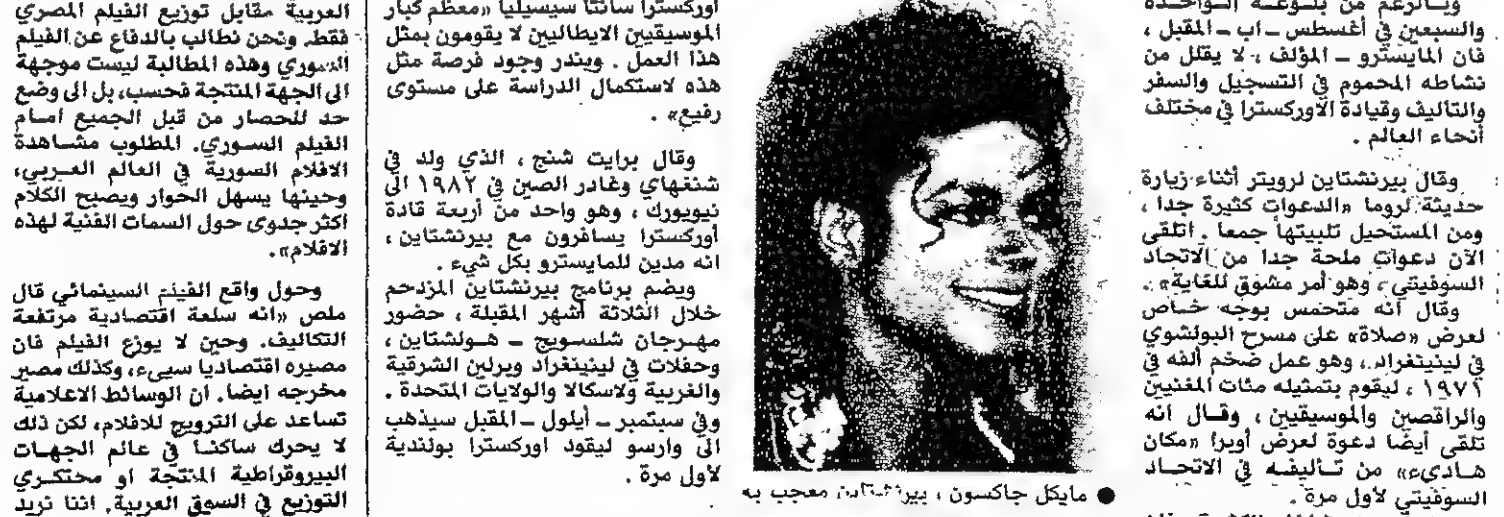 وبالرغم من بلوغه الواحدة
والسبعين في أغسطس ـ آب ـ المقبل ،
فان المايسترو ـ المؤلف ، لا يقلل من
نشاطه المحموم في التسجيل والسفر
والتأليف وقيادة الاوركسترا في مختلف
أنحاء العالم .
وقال بيرنشتاين لرويتر أثناء زيارة
حديثة لروما «الدعوات كثيرة جدا ،
ومن المستحيل تلبيتها جمعا . اتلقى
الآن دعوات ملحة جدا من الاتحاد
السوفيتي ، وهو أمر مشوق للغاية» .
وقال أنه متحمس بوجه خاص
لعرض «صلاة» على مسرح البولشوي
في لينينغراد ، وهو عمل ضخم ألفه في
١٩٧١ ، ليقوم بتمثيله مئات المغنيين
والراقصين والموسيقيين ، وقال انه
تلقى أيضا دعوة لعرض أوبرا «مكان
هاديء» من تأليفه في الاتحاد
السوفيتي لأول مرة .
● مايكل جاكسون ، بيرنشتاين معجب به
أوركسترا سانتا سيسيليا «معظم كبار
الموسيقيين الايطاليين لا يقومون بمثل
هذا العمل . ويندر وجود فرصة مثل
هذه لاستكمال الدراسة على مستوى
رفيع» .
وقال برايت شنج ، الذي ولد في
شنغهاي وغادر الصين في ١٩٨٢ الى
نيويورك ، وهو واحد من أربعة قادة
أوركسترا يسافرون مع بيرنشتاين ،
انه مدين للمايسترو بكل شيء .
ويضم برنامج بيرنشتاين المزدحم
خلال الثلاثة أشهر المقبلة ، حضور
مهرجان شلسويج ـ هولشتاين ،
وحفلات في لينينغراد وبرلين الشرقية
والغربية ولاسكالا والولايات المتحدة .
وفي سبتمبر ـ أيلول ـ المقبل سيذهب
الى وارسو ليقود اوركسترا بولندية
لأول مرة .
العربية مقابل توزيع الفيلم المصري
فقط. ونحن نطالب بالدفاع عن الفيلم
السوري وهذه المطالبة ليست موجهة
الى الجهة المنتجة فحسب، بل الى وضع
حد للحصار من قبل الجميع امام
الفيلم السوري. المطلوب مشاهدة
الافلام السورية في العالم العربي،
وحينها يسهل الحوار ويصبح الكلام
اكثر جدوى حول السمات الفنية لهذه
الافلام».
وحول واقع الفيلم السينمائي قال
ملص «انه سلعة اقتصادية مرتفعة
التكاليف. وحين لا يوزع الفيلم فان
مصيره اقتصاديا سيىء، وكذلك مصير
مخرجه ايضا. ان الوسائط الاعلامية
تساعد على الترويج للافلام، لكن ذلك
لا يحرك ساكنا في عالم الجهات
البيروقراطية المنتجة او محتكري
التوزيع في السوق العربية. اننا نريد